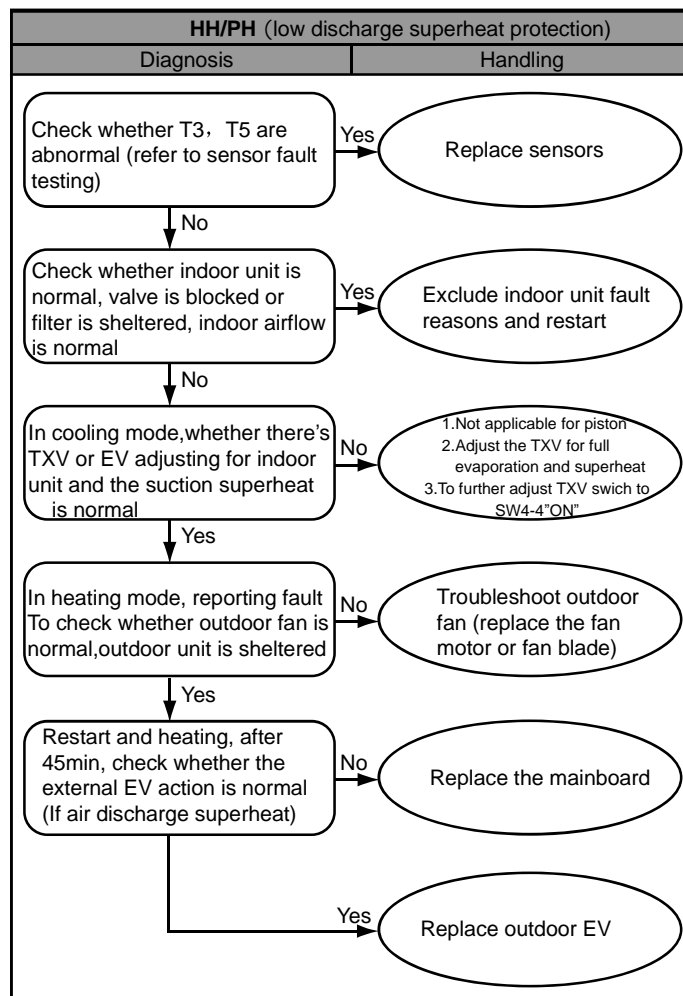 HH/PH（low discharge superheat protection)
Diagnosis
Handling
Check whether T3，T5 are
abnormal (refer to sensor fault
testing)
Yes
Replace sensors
No
Check whether indoor unit is
normal, valve is blocked or
filter is sheltered, indoor airflow
is normal
Yes
Exclude indoor unit fault
reasons and restart
No
In cooling mode,whether there's
TXV or EV adjusting for indoor
unit and the suction superheat
is normal
No
1.Not applicable for piston
2.Adjust the TXV for full
evaporation and superheat
3.To further adjust TXV swich to
SW4-4"ON"
Yes
In heating mode, reporting fault
To check whether outdoor fan is
normal,outdoor unit is sheltered
No
Troubleshoot outdoor
fan (replace the fan
motor or fan blade)
Yes
Restart and heating, after
45min, check whether the
external EV action is normal
(If air discharge superheat)
No
Replace the mainboard
Yes
Replace outdoor EV